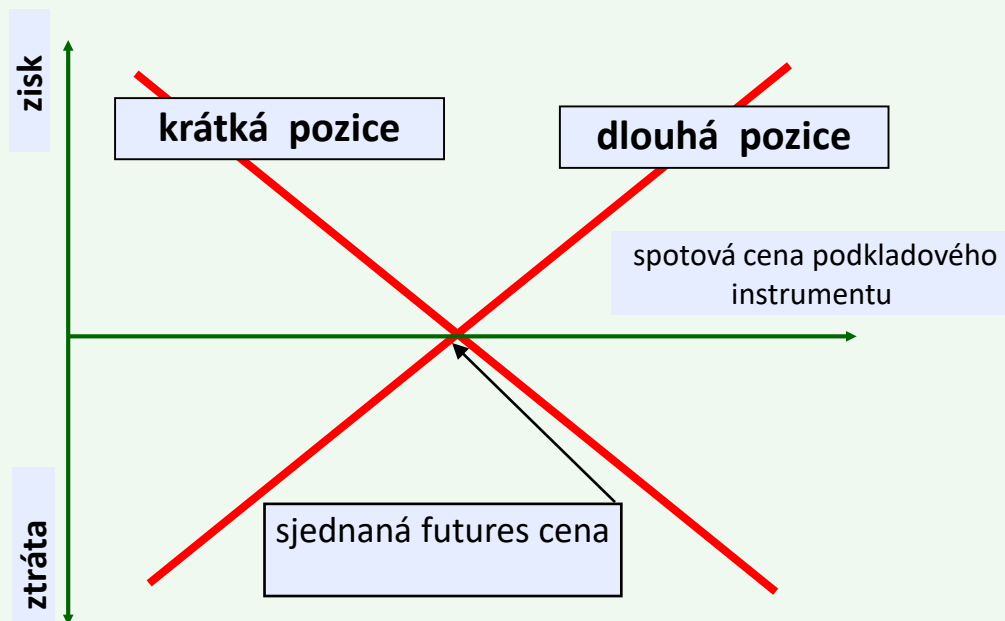 zisk
krátká pozice
dlouhá pozice
spotová cena podkladového
instrumentu
sjednaná futures cena
ztráta